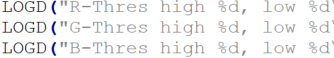 LOGD("R-Thres high %d, low %d\
LOGD("G-Thres high %d, low %d\
LOGD("B-Thres high %d, low %d\